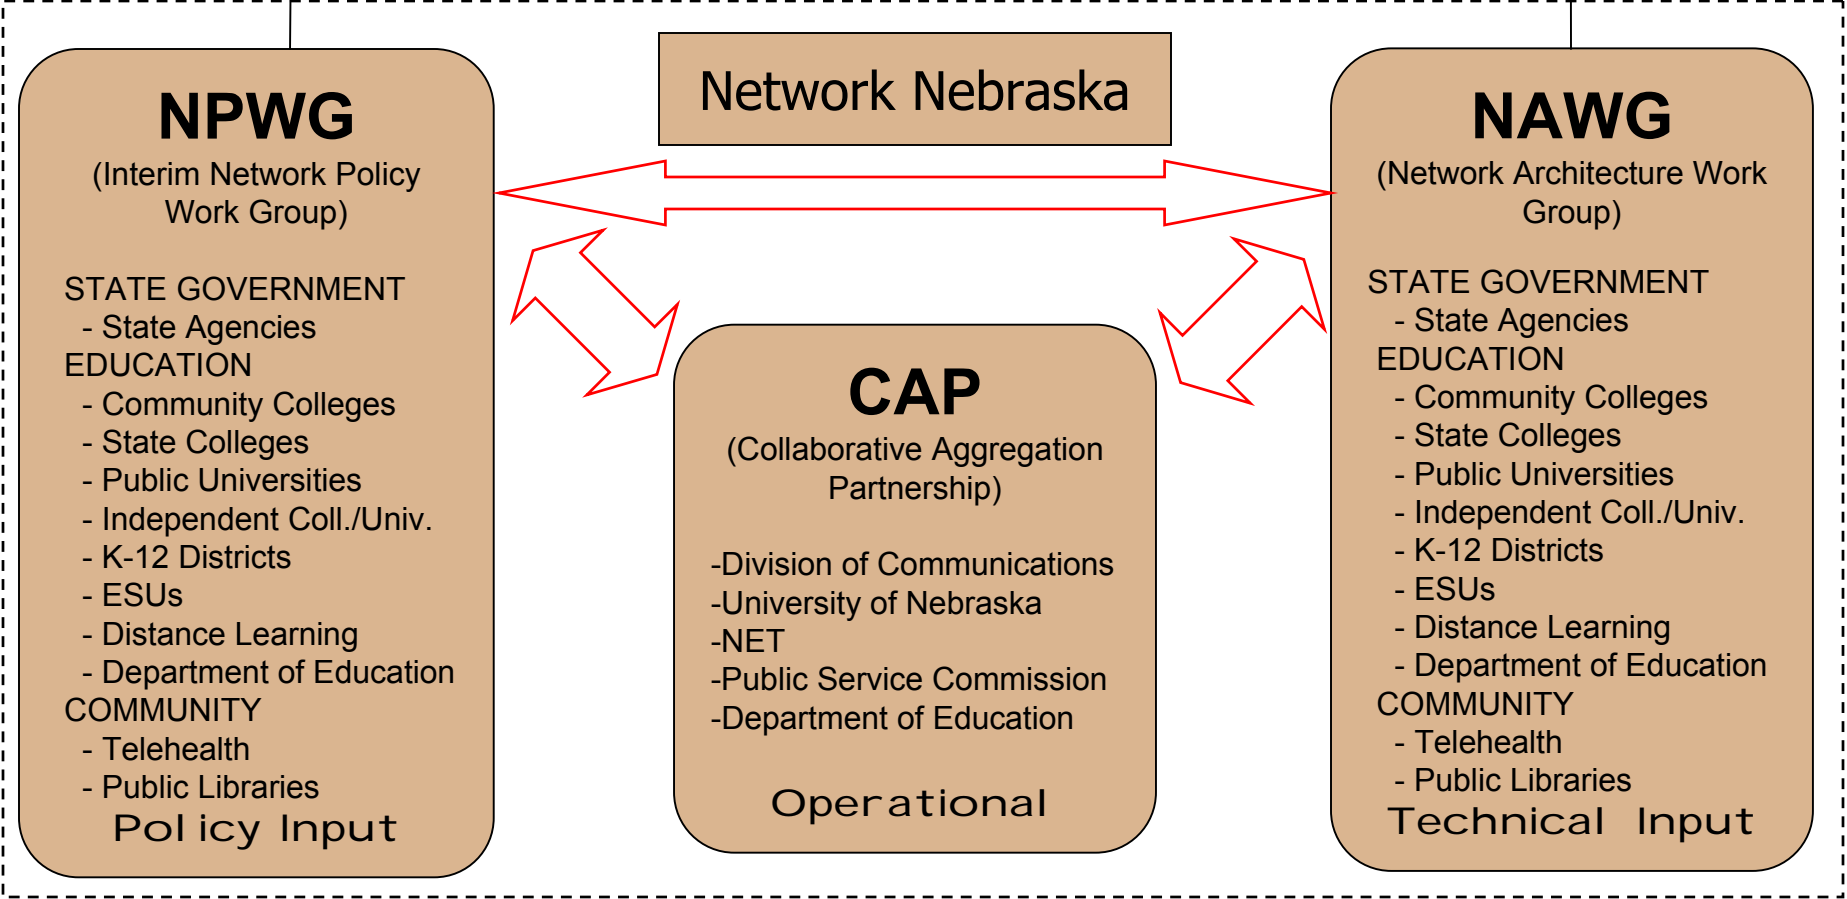 Network Nebraska
NPWG
(Interim Network Policy
Work Group)
STATE GOVERNMENT
- State Agencies
EDUCATION
- Community Colleges
- State Colleges
- Public Universities
- Independent Coll./Univ.
- K-12 Districts
- ESUs
- Distance Learning
- Department of Education
COMMUNITY
- Telehealth
- Public Libraries
Policy Input
CAP
(Collaborative Aggregation
Partnership)
-Division of Communications
-University of Nebraska
-NET
-Public Service Commission
-Department of Education
Operational
NAWG
(Network Architecture Work
Group)
STATE GOVERNMENT
- State Agencies
EDUCATION
- Community Colleges
- State Colleges
- Public Universities
- Independent Coll./Univ.
- K-12 Districts
- ESUs
- Distance Learning
- Department of Education
COMMUNITY
- Telehealth
- Public Libraries
Technical Input